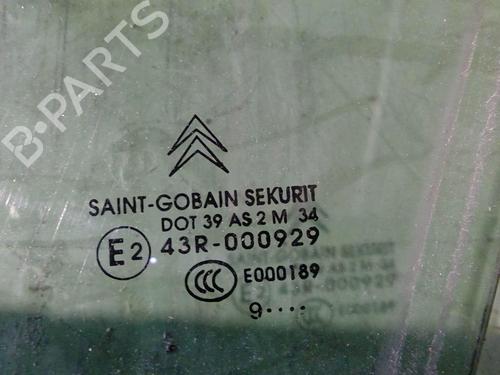 B-PARTS
SAINT-GOBAIN SEKURIT
DOT 39 AS 2 M 34
E2 43R-000929
CCC E000189
9....